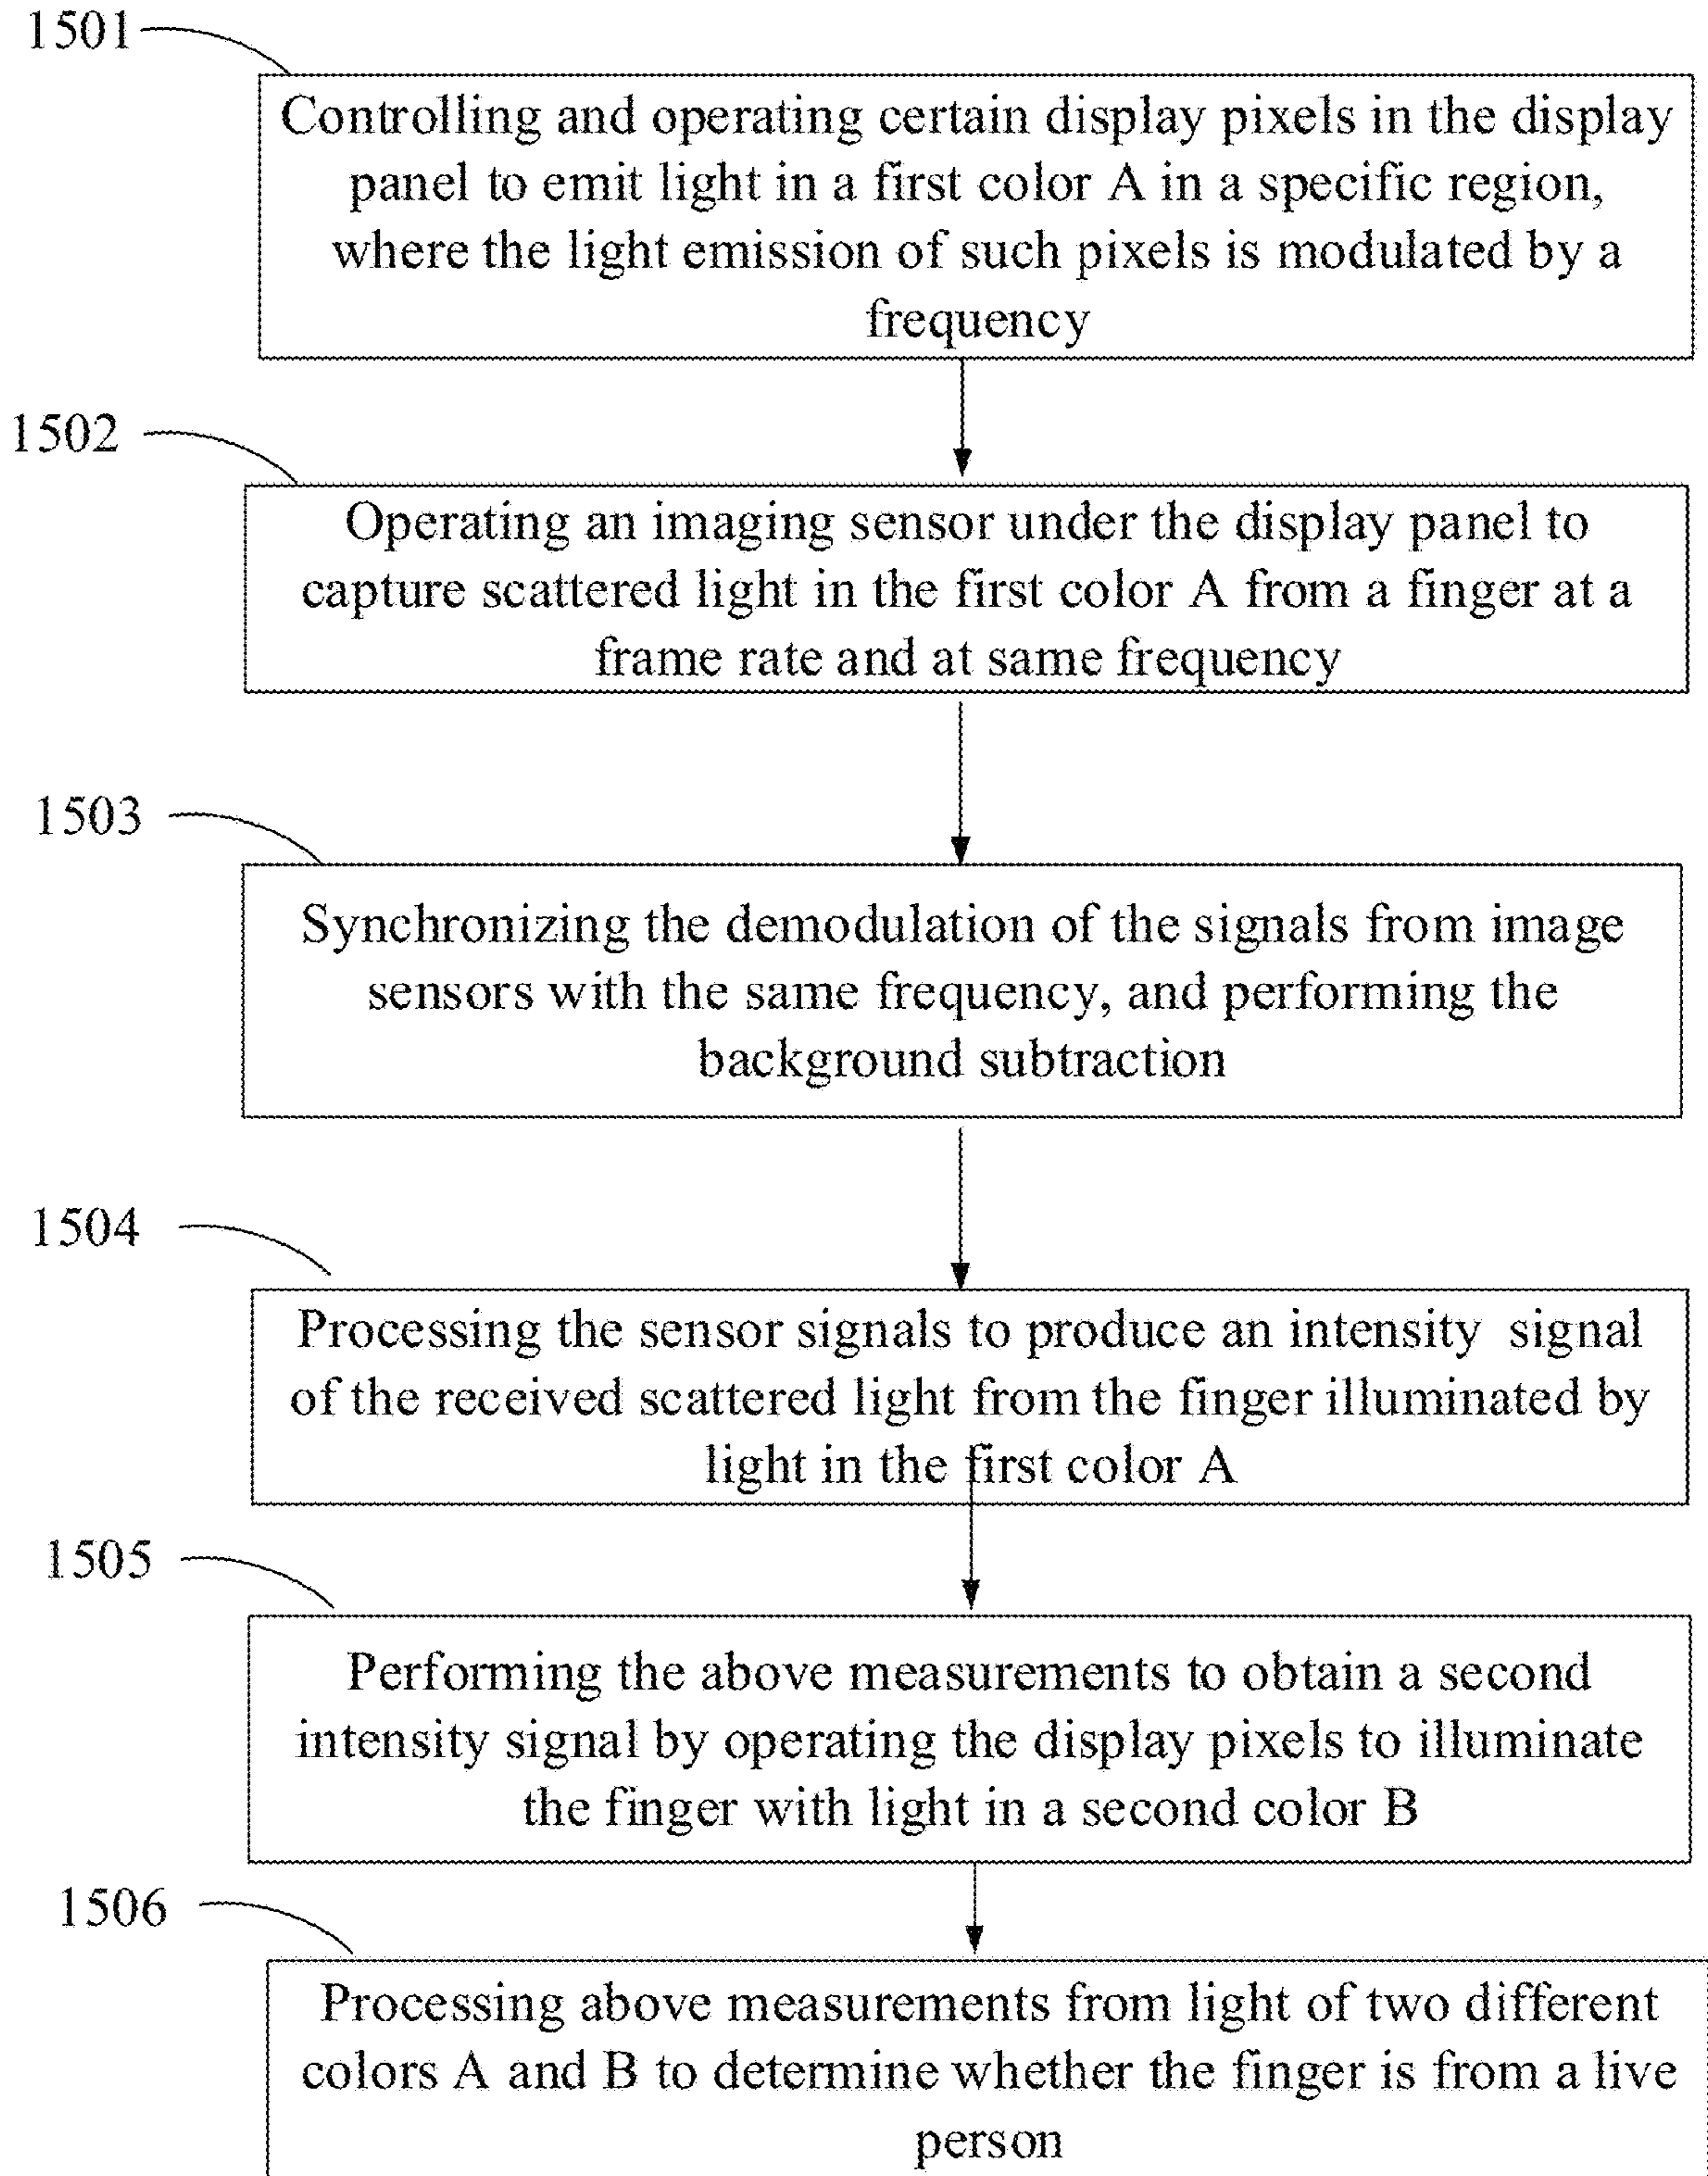 1501
Controlling and operating certain display pixels in the display
panel to emit light in a first color A in a specific region,
where the light emission of such pixels is modulated by a
frequency
1502
Operating an imaging sensor under the display panel to
capture scattered light in the first color A from a finger at a
frame rate and at same frequency
1503
Synchronizing the demodulation of the signals from image
sensors with the same frequency, and performing the
background subtraction
1504
Processing the sensor signals to produce an intensity signal
of the received scattered light from the finger illuminated by
light in the first color A
1505
Performing the above measurements to obtain a second
intensity signal by operating the display pixels to illuminate
the finger with light in a second color B
1506
Processing above measurements from light of two different
colors A and B to determine whether the finger is from a live
person